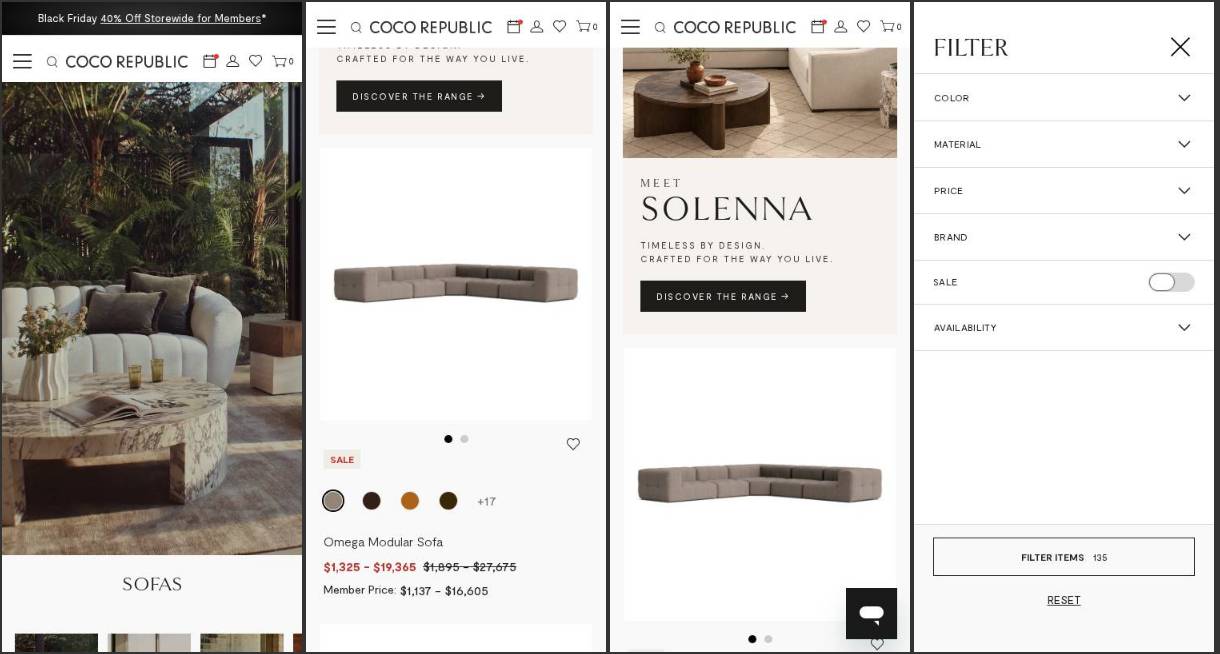 Black Friday 40% Off Storewide for Members*
COCO REPUBLIC
0
SOFAS
COCO REPUBLIC
0
CRAFTED FOR THE WAY YOU LIVE.
DISCOVER THE RANGE →
SALE
+17
Omega Modular Sofa
$1,325 – $19,365 $1,895 – $27,675
Member Price: $1,137 – $16,605
COCO REPUBLIC
0
MEET
SOLENNA
TIMELESS BY DESIGN.
CRAFTED FOR THE WAY YOU LIVE.
DISCOVER THE RANGE →
FILTER
COLOR
MATERIAL
PRICE
BRAND
SALE
AVAILABILITY
FILTER ITEMS 135
RESET